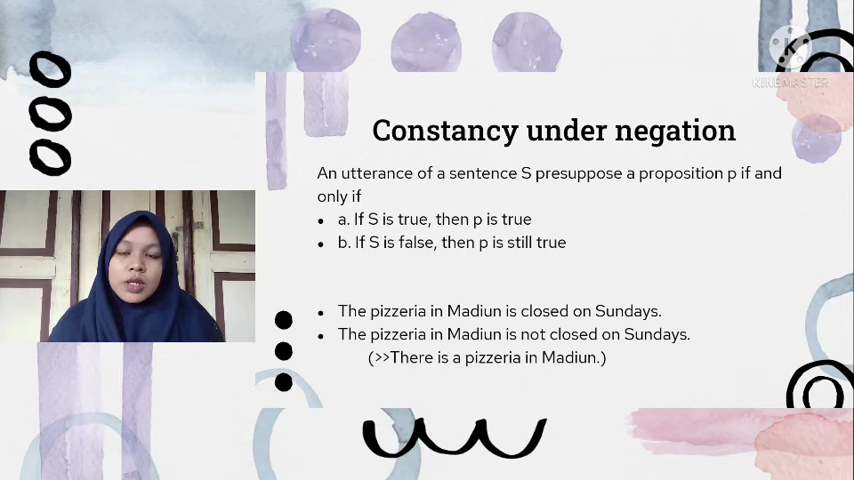 K
KINEMASTER
Constancy under negation
An utterance of a sentence S presuppose a proposition p if and
only if
• a. If S is true, then p is true
• b. If S is false, then p is still true
• The pizzeria in Madiun is closed on Sundays.
• The pizzeria in Madiun is not closed on Sundays.
(>>There is a pizzeria in Madiun.)